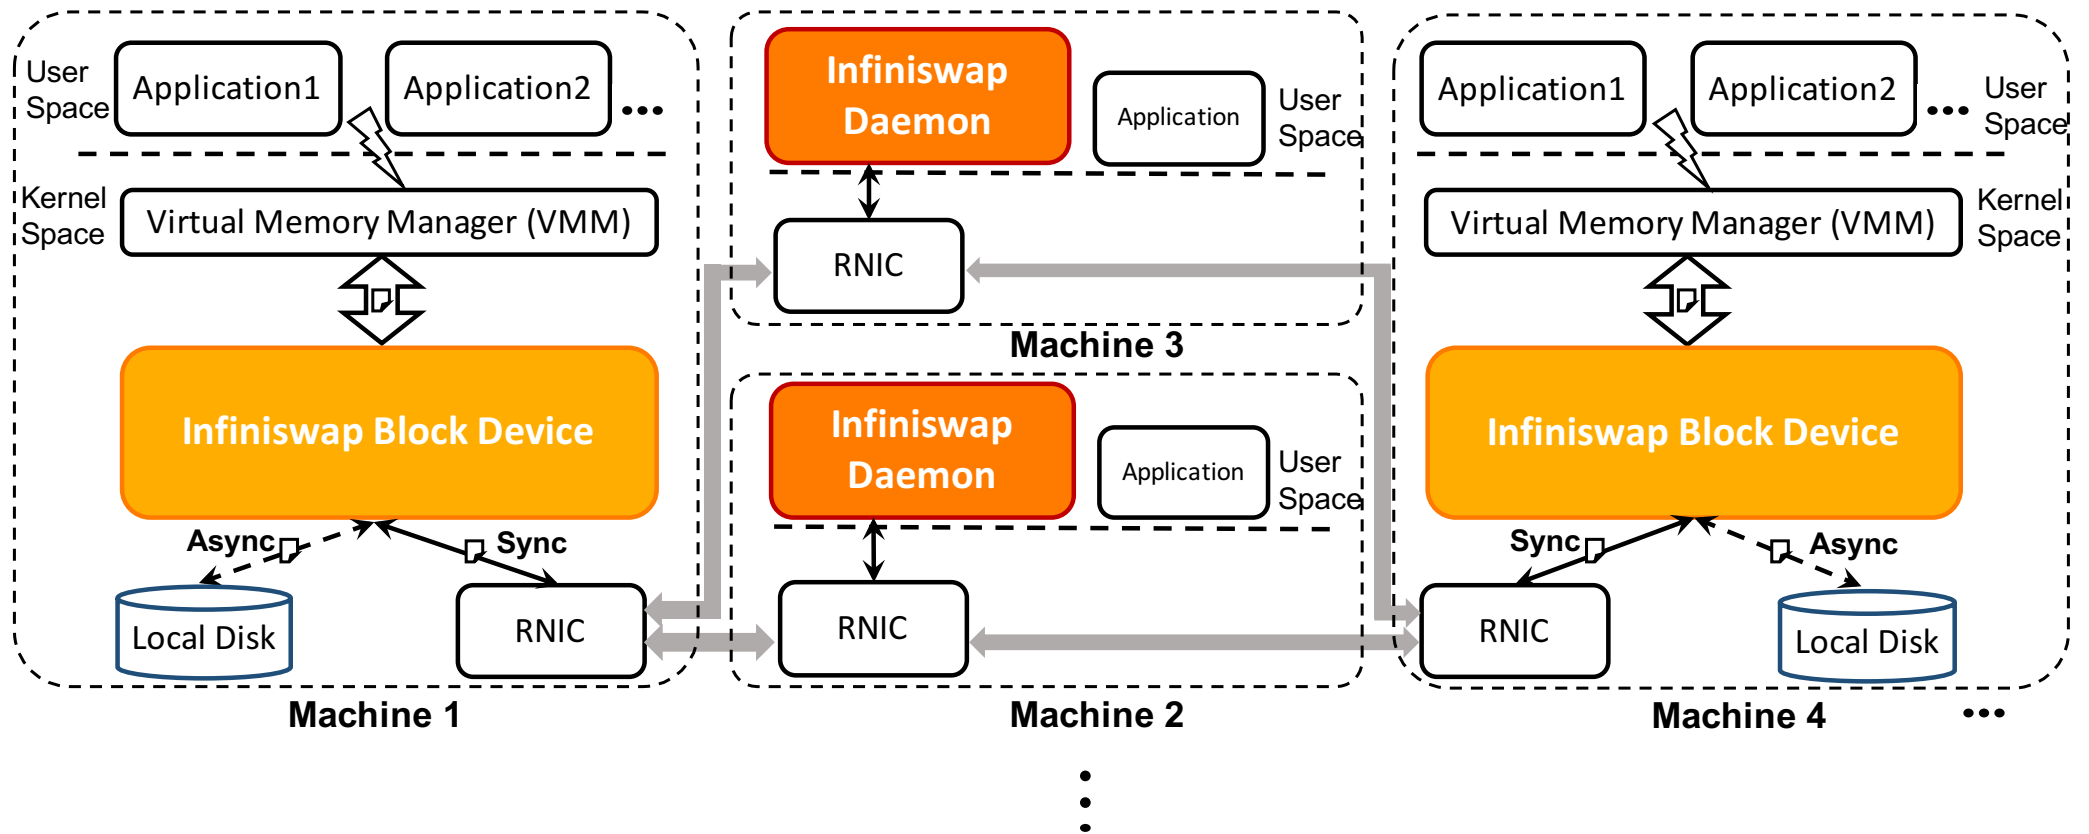 User
Space
Application1
Application2
...
Kernel
Space
Virtual Memory Manager (VMM)
Infiniswap Block Device
Async
Sync
Local Disk
RNIC
Machine 1
Infiniswap
Daemon
Application
User
Space
RNIC
Machine 3
Infiniswap
Daemon
Application
User
Space
RNIC
Machine 2
Application1
Application2
...
User
Space
Virtual Memory Manager (VMM)
Kernel
Space
Infiniswap Block Device
Sync
Async
RNIC
Local Disk
Machine 4
...